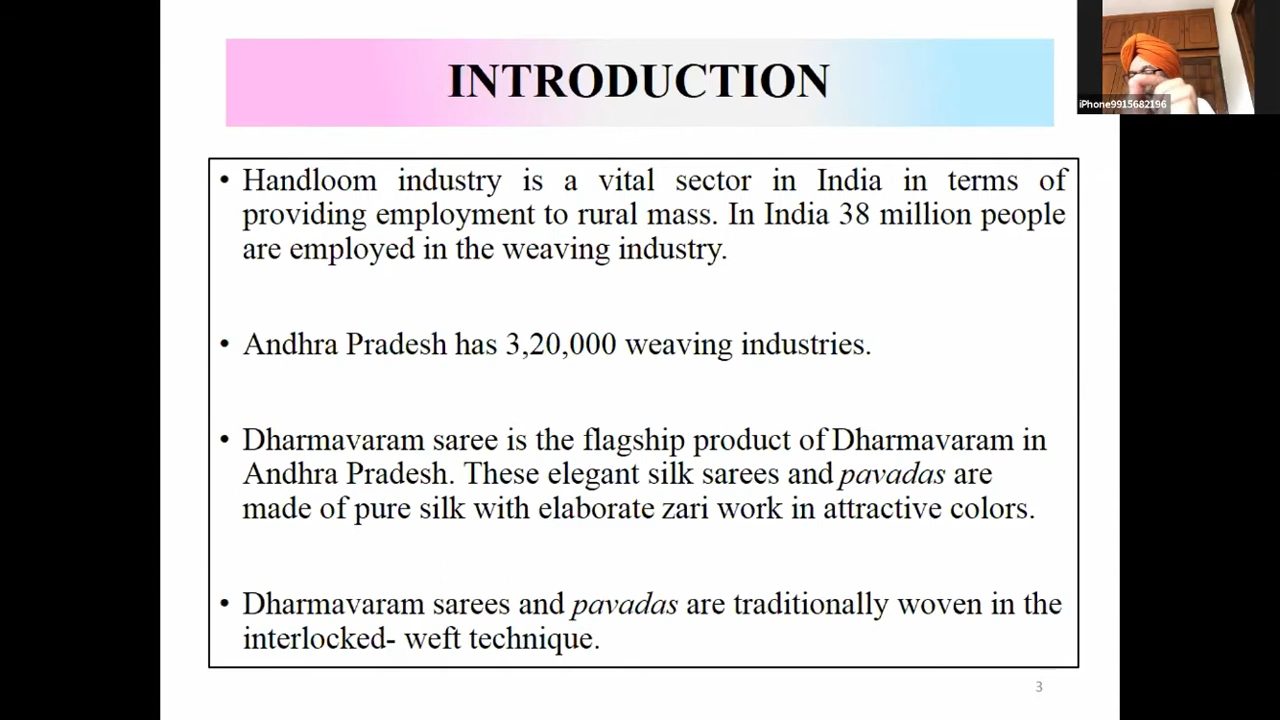 INTRODUCTION
iPhone9915682196
• Handloom industry is a vital sector in India in terms of
providing employment to rural mass. In India 38 million people
are employed in the weaving industry.
• Andhra Pradesh has 3,20,000 weaving industries.
• Dharmavaram saree is the flagship product of Dharmavaram in
Andhra Pradesh. These elegant silk sarees and pavadas are
made of pure silk with elaborate zari work in attractive colors.
• Dharmavaram sarees and pavadas are traditionally woven in the
interlocked- weft technique.
3